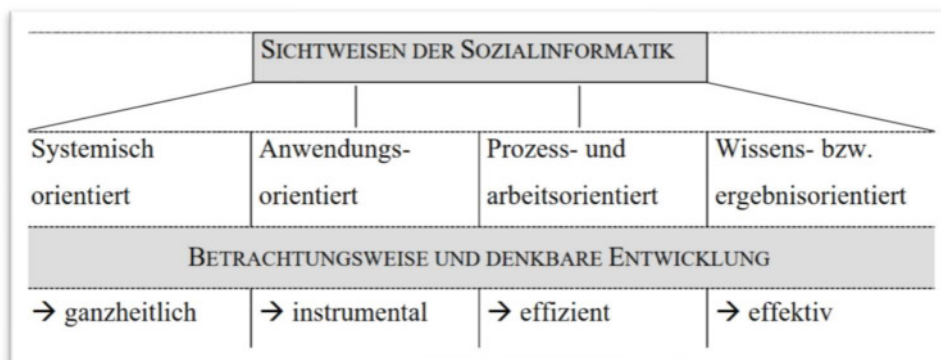 SICHTWEISEN DER SOZIALINFORMATIK
Systemisch
orientiert
Anwendungs-
orientiert
Prozess- und
arbeitsorientiert
Wissens- bzw.
ergebnisorientiert
BETRACHTUNGSWEISE UND DENKBARE ENTWICKLUNG
→ ganzheitlich
→ instrumental
→ effizient
→ effektiv